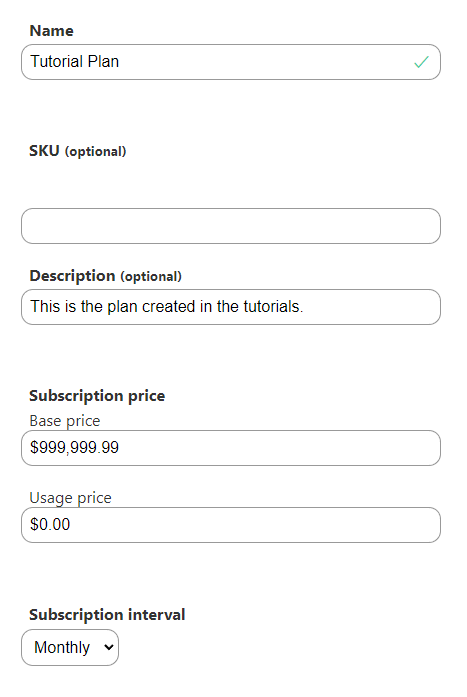 Name
Tutorial Plan
SKU (optional)
Description (optional)
This is the plan created in the tutorials.
Subscription price
Base price
$999,999.99
Usage price
$0.00
Subscription interval
Monthly